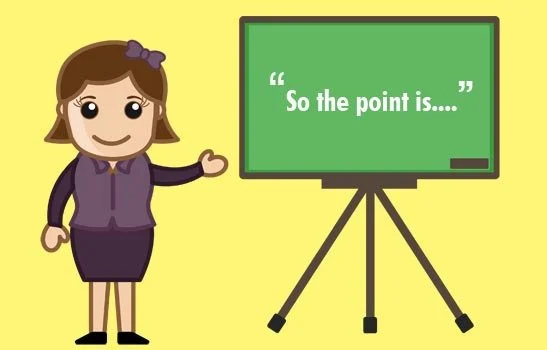 “So the point is....”